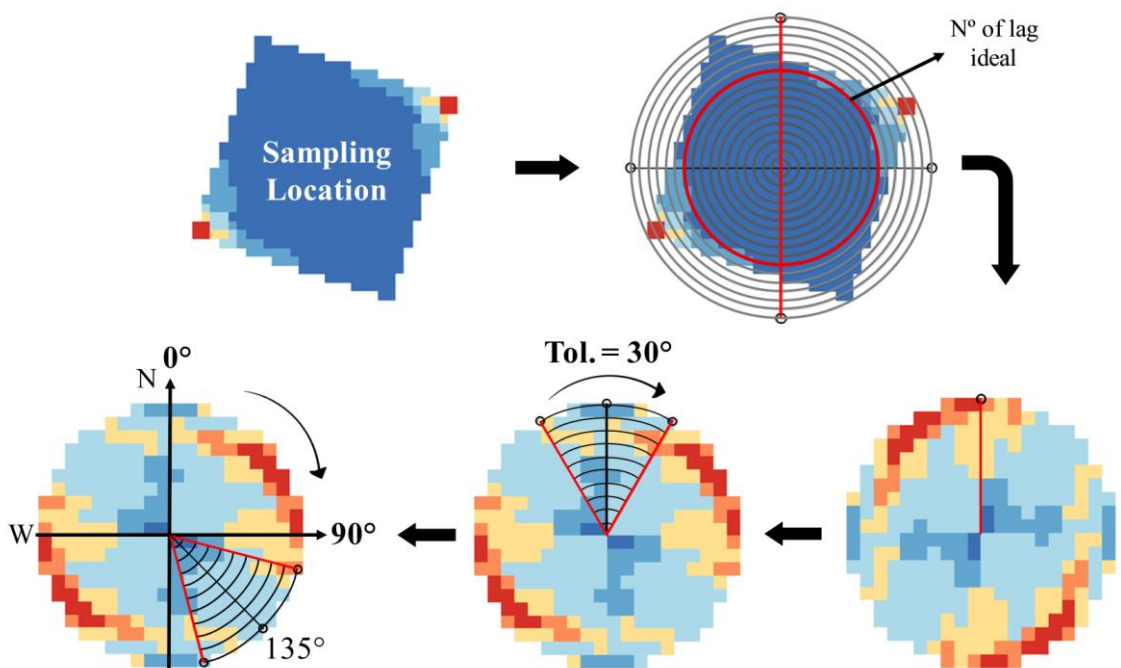 Sampling
Location
Nº of lag
ideal
0°
N
W
90°
135°
Tol. = 30°